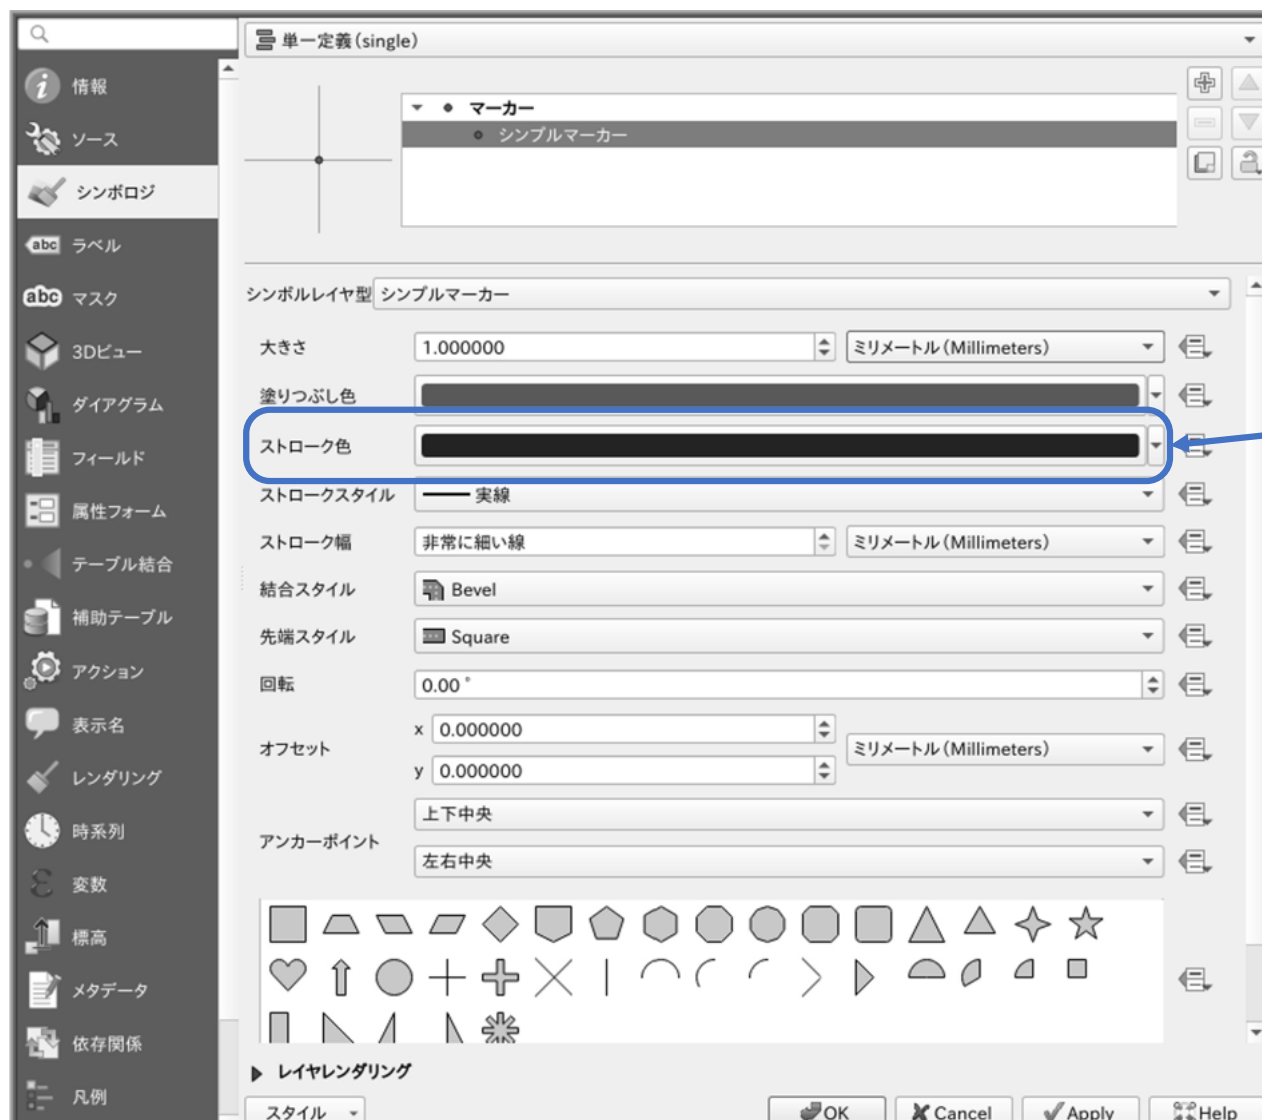 単一定義(single)
情報
ソース
シンボロジ
abc ラベル
abc マスク
3Dビュー
ダイアグラム
フィールド
属性フォーム
テーブル結合
補助テーブル
アクション
表示名
レンダリング
時系列
変数
標高
メタデータ
依存関係
凡例
マーカー
シンプルマーカー
シンボルレイヤ型 シンプルマーカー
大きさ 1.000000 ミリメートル(Millimeters)
塗りつぶし色
ストローク色
ストロークスタイル 実線
ストローク幅 非常に細い線 ミリメートル(Millimeters)
結合スタイル Bevel
先端スタイル Square
回転 0.00 °
オフセット x 0.000000 ミリメートル(Millimeters)
y 0.000000
アンカーポイント 上下中央
左右中央
レイヤレンダリング
スタイル OK Cancel Apply Help